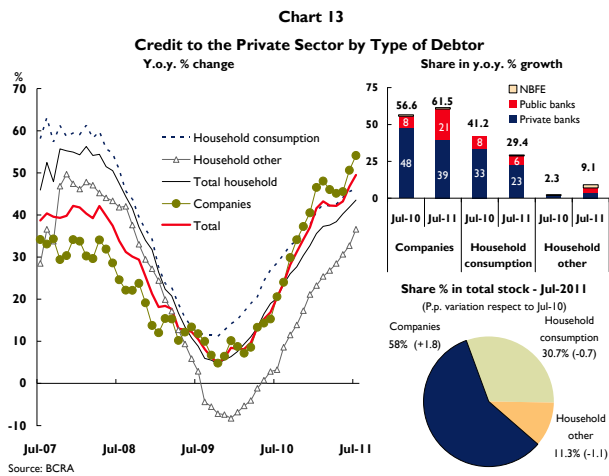 Chart 13
Credit to the Private Sector by Type of Debtor
Y.o.y. % change
%
70
60
50
40
30
20
10
0
-10
Jul-07
Jul-08
Jul-09
Jul-10
Jul-11
Household consumption
Household other
Total household
Companies
Total
Source: BCRA
Share in y.o.y. % growth
75
50
25
0
NBFE
Public banks
Private banks
56.6
61.5
41.2
29.4
2.3
9.1
8
21
8
6
48
39
33
23
Jul-10 Jul-11 Jul-10 Jul-11 Jul-10 Jul-11
Companies
Household
consumption
Household
other
Share % in total stock - Jul-2011
(P.p. variation respect to Jul-10)
Companies
58% (+1.8)
Household
consumption
30.7% (-0.7)
Household
other
11.3% (-1.1)